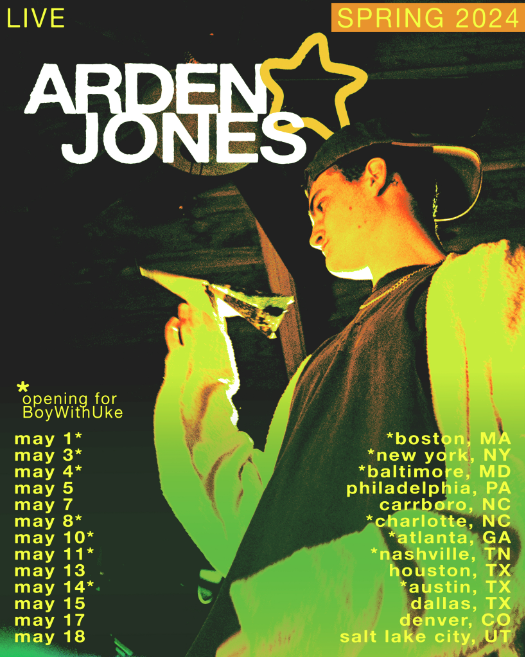 LIVE
SPRING 2024
ARDEN
JONES
*opening for
BoyWithUke
may 1* *boston, MA
may 3* *new york, NY
may 4* *baltimore, MD
may 5 philadelphia, PA
may 7 carrboro, NC
may 8* *charlotte, NC
may 10* *atlanta, GA
may 11* *nashville, TN
may 13 houston, TX
may 14* *austin, TX
may 15 dallas, TX
may 17 denver, CO
may 18 salt lake city, UT